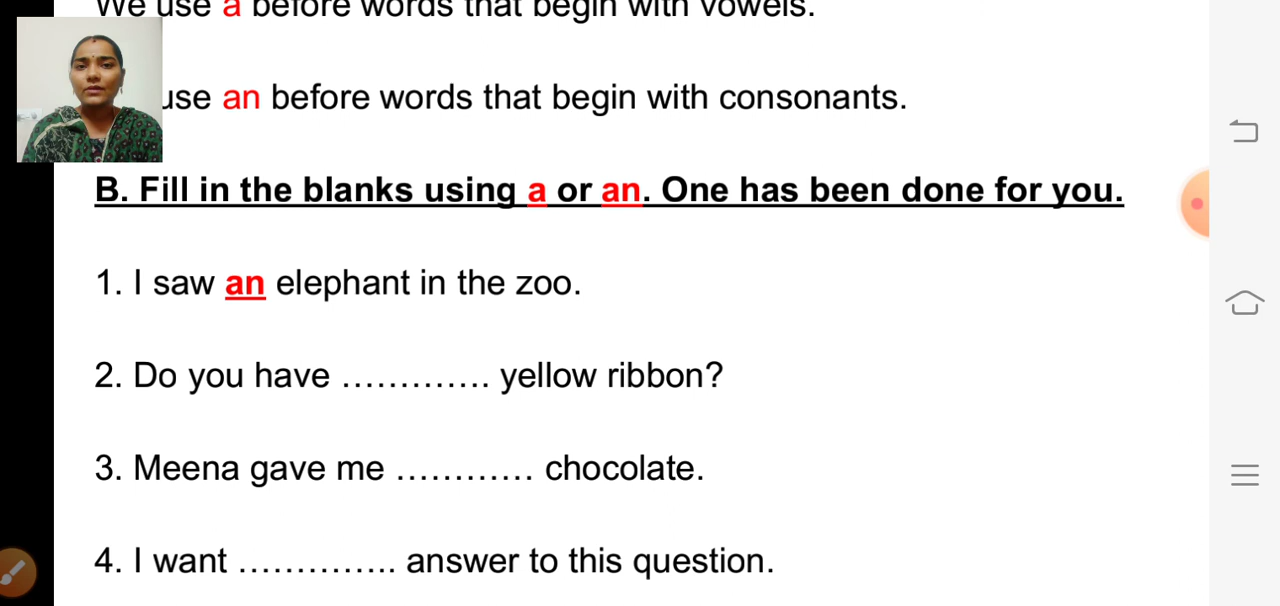 We use a before words that begin with vowels.
use an before words that begin with consonants.
B. Fill in the blanks using a or an. One has been done for you.
1. I saw an elephant in the zoo.
2. Do you have ............. yellow ribbon?
3. Meena gave me ............ chocolate.
4. I want .............. answer to this question.